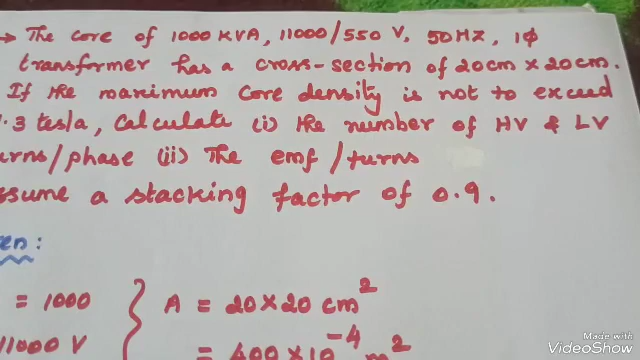 → The core of 1000 KVA, 11000/550 V, 50HZ, 1ϕ
transformer has a cross-section of 20cm × 20cm.
If the maximum core density is not to exceed
.3 tesla, calculate (i) the number of HV & LV
urns/phase (ii) The emf/turns
ssume a stacking factor of 0.9.
en:
= 1000
11000 V
A = 20×20 cm²
= 400×10⁻⁴ m²
Made with
VideoShow